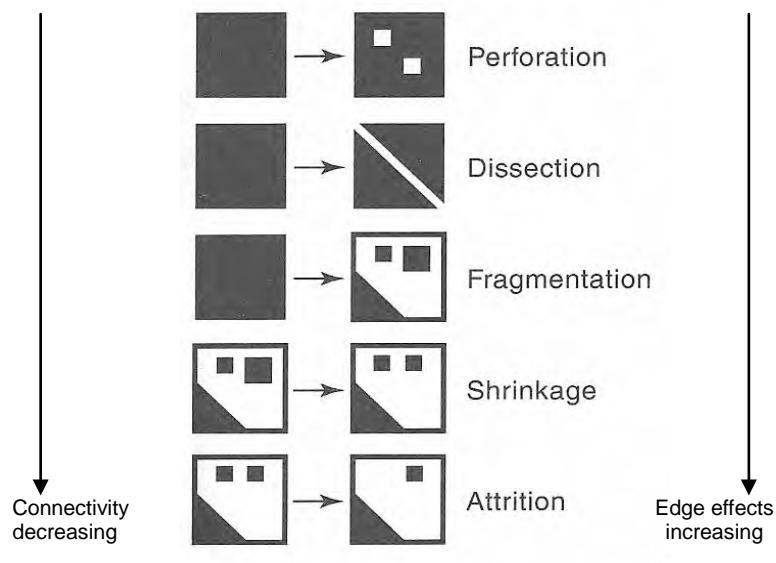 Perforation
Dissection
Fragmentation
Shrinkage
Attrition
Connectivity
decreasing
Edge effects
increasing